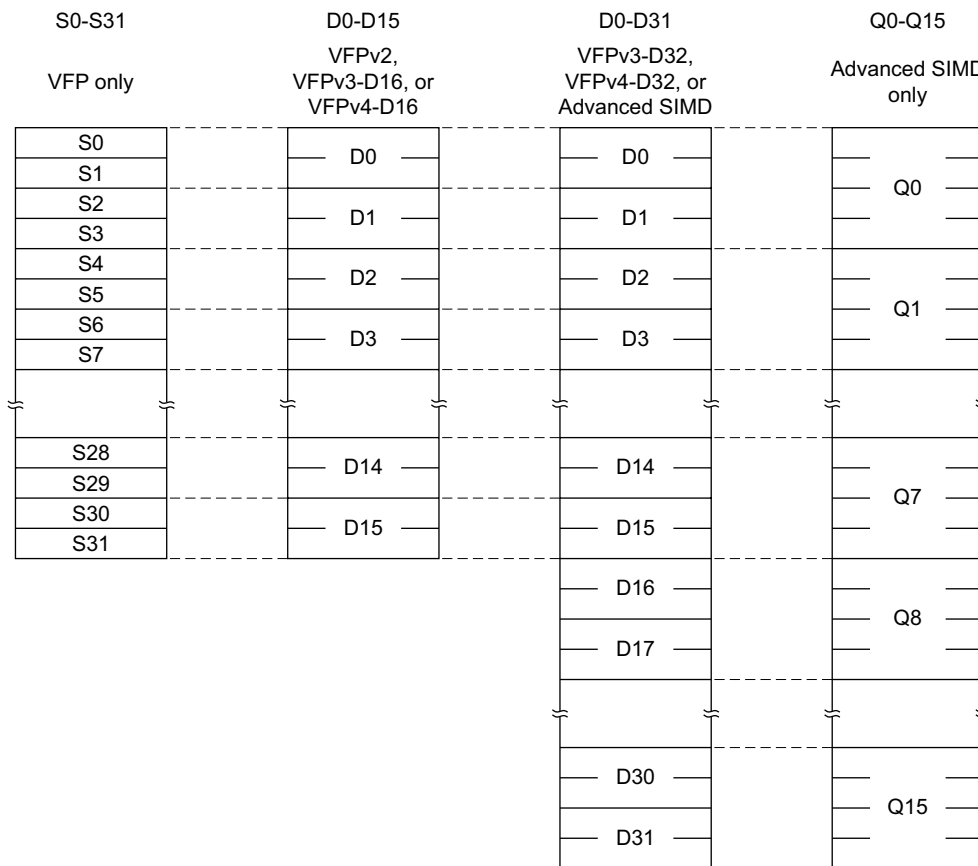 S0-S31
D0-D15
D0-D31
Q0-Q15
VFP only
VFPv2,
VFPv3-D16, or
VFPv4-D16
VFPv3-D32,
VFPv4-D32, or
Advanced SIMD
Advanced SIMD
only
S0
S1
S2
S3
S4
S5
S6
S7
S28
S29
S30
S31
D0
D1
D2
D3
D14
D15
D0
D1
D2
D3
D14
D15
D16
D17
D30
D31
Q0
Q1
Q7
Q8
Q15